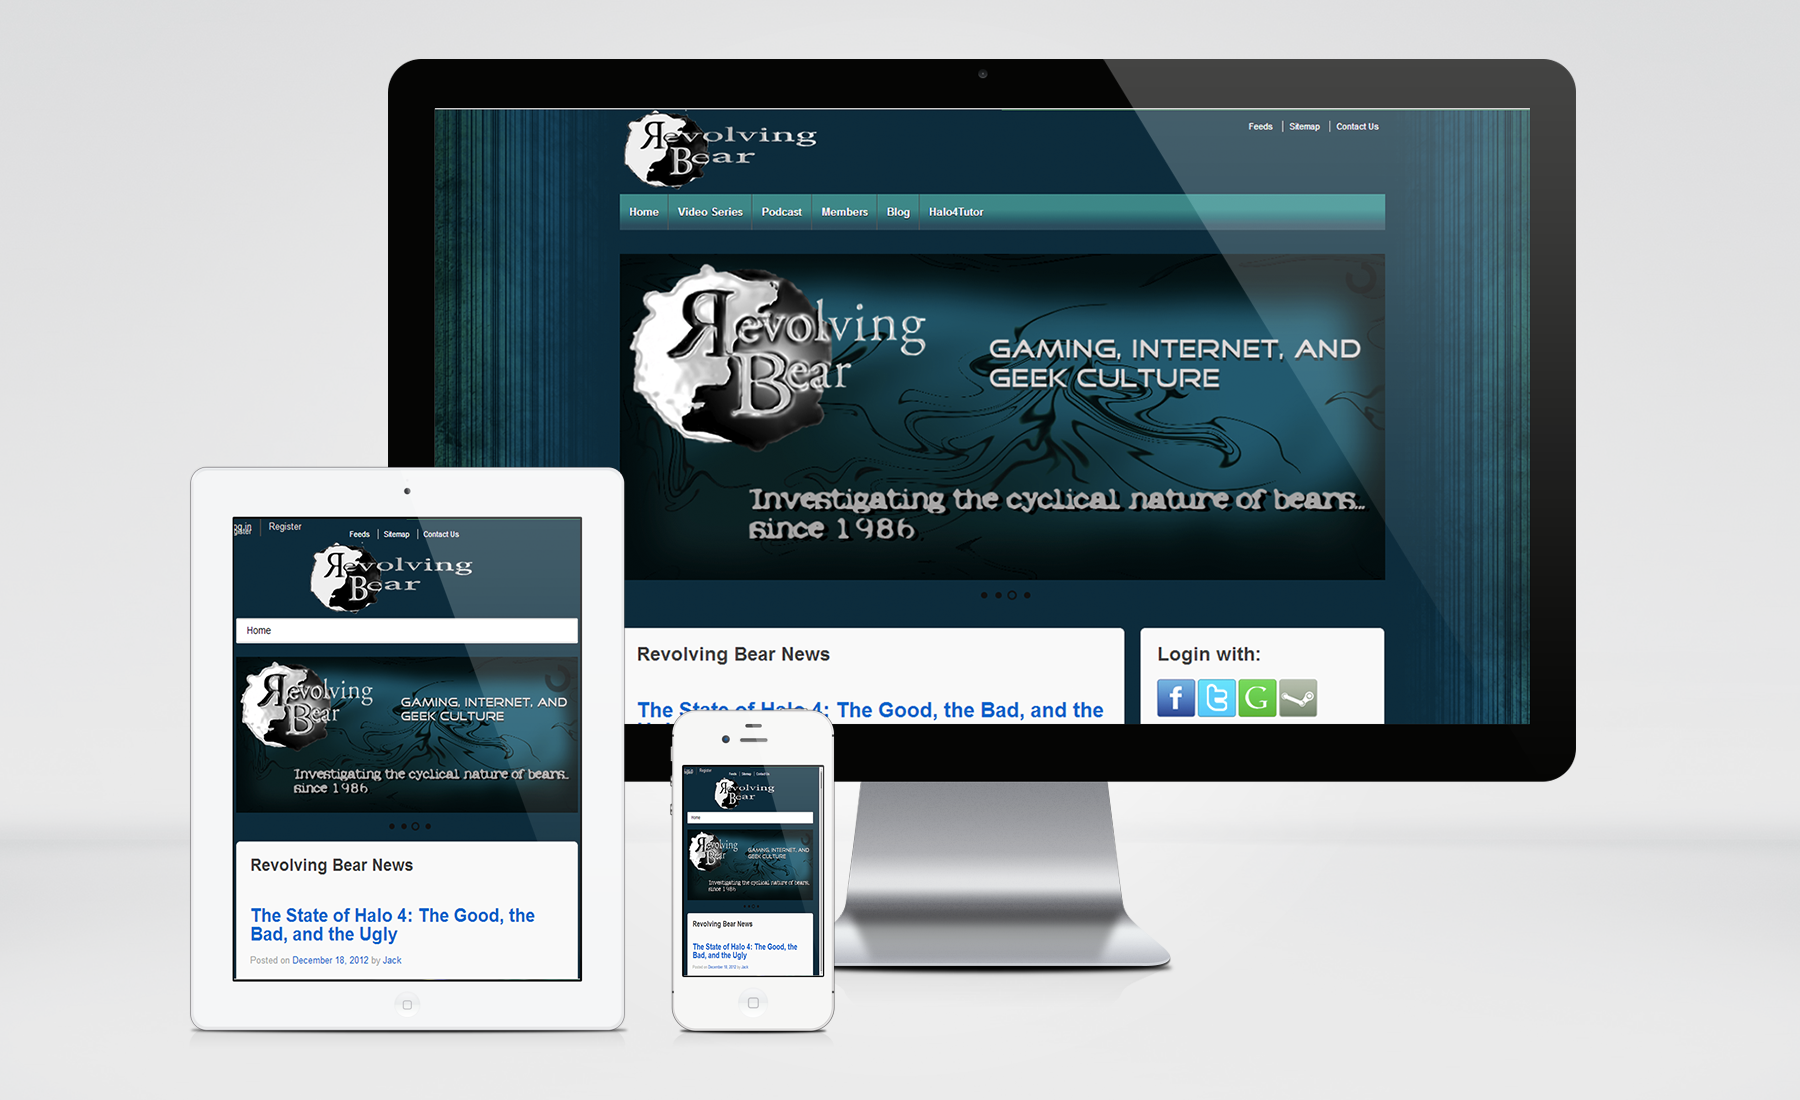 Revolving
Bear
Feeds | Sitemap | Contact Us
Home Video Series Podcast Members Blog Halo4Tutor
Revolving
Bear
GAMING, INTERNET, AND
GEEK CULTURE
Investigating the cyclical nature of bears...
since 1986
Revolving Bear News
The State of Halo 4: The Good, the Bad, and the
Login with:
f t G
Register
Feeds | Sitemap | Contact Us
Revolving
Bear
Home
Revolving
Bear
GAMING, INTERNET, AND
GEEK CULTURE
Investigating the cyclical nature of bears...
since 1986
Revolving Bear News
The State of Halo 4: The Good, the
Bad, and the Ugly
Posted on December 18, 2012 by Jack
Register
Feeds | Sitemap | Contact Us
Revolving
Bear
Home
Revolving
Bear
GAMING, INTERNET, AND
GEEK CULTURE
Investigating the cyclical nature of bears...
since 1986
Revolving Bear News
The State of Halo 4: The Good, the
Bad, and the Ugly
Posted on December 18, 2012 by Jack